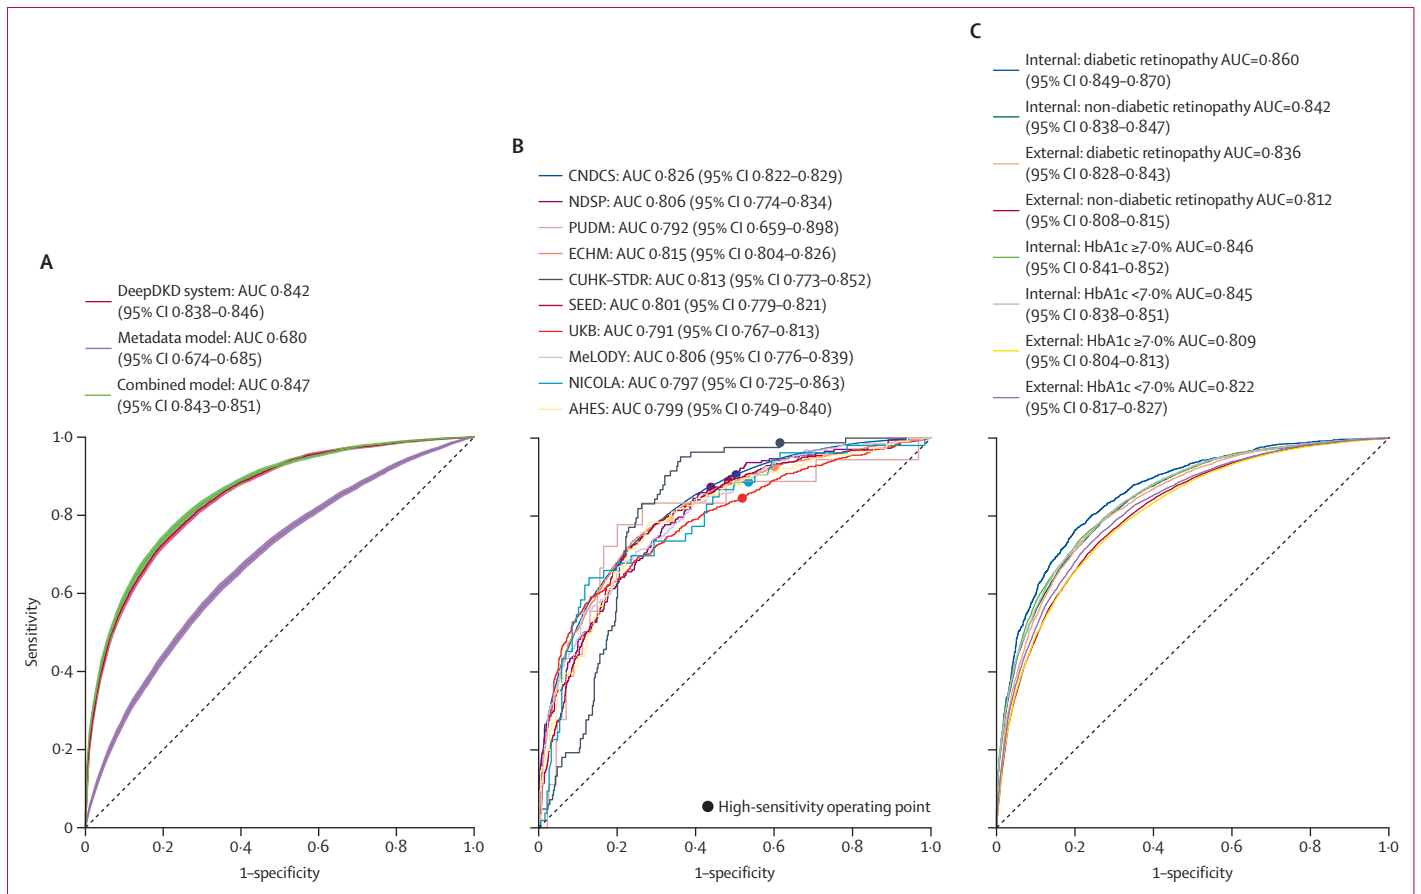 A
DeepDKD system: AUC 0·842
(95% CI 0·838–0·846)
Metadata model: AUC 0·680
(95% CI 0·674–0·685)
Combined model: AUC 0·847
(95% CI 0·843–0·851)
1·0
0·8
0·6
0·4
0·2
0
Sensitivity
0 0·2 0·4 0·6 0·8 1·0
1–specificity
B
CNDCS: AUC 0·826 (95% CI 0·822–0·829)
NDSP: AUC 0·806 (95% CI 0·774–0·834)
PUDM: AUC 0·792 (95% CI 0·659–0·898)
ECHM: AUC 0·815 (95% CI 0·804–0·826)
CUHK–STDR: AUC 0·813 (95% CI 0·773–0·852)
SEED: AUC 0·801 (95% CI 0·779–0·821)
UKB: AUC 0·791 (95% CI 0·767–0·813)
MeLODY: AUC 0·806 (95% CI 0·776–0·839)
NICOLA: AUC 0·797 (95% CI 0·725–0·863)
AHES: AUC 0·799 (95% CI 0·749–0·840)
High-sensitivity operating point
0 0·2 0·4 0·6 0·8 1·0
1–specificity
C
Internal: diabetic retinopathy AUC=0·860
(95% CI 0·849–0·870)
Internal: non-diabetic retinopathy AUC=0·842
(95% CI 0·838–0·847)
External: diabetic retinopathy AUC=0·836
(95% CI 0·828–0·843)
External: non-diabetic retinopathy AUC=0·812
(95% CI 0·808–0·815)
Internal: HbA1c ≥7·0% AUC=0·846
(95% CI 0·841–0·852)
Internal: HbA1c <7·0% AUC=0·845
(95% CI 0·838–0·851)
External: HbA1c ≥7·0% AUC=0·809
(95% CI 0·804–0·813)
External: HbA1c <7·0% AUC=0·822
(95% CI 0·817–0·827)
0 0·2 0·4 0·6 0·8 1·0
1–specificity